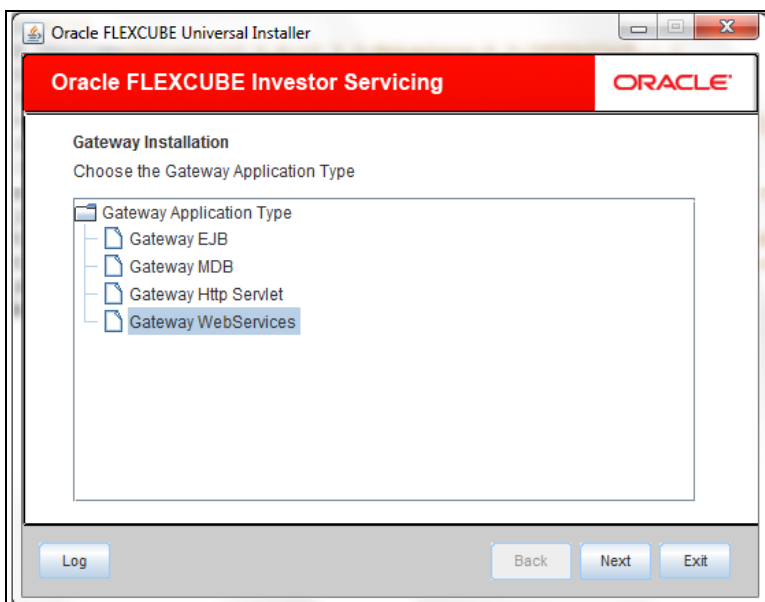 Oracle FLEXCUBE Universal Installer
Oracle FLEXCUBE Investor Servicing
ORACLE
Gateway Installation
Choose the Gateway Application Type
Gateway Application Type
Gateway EJB
Gateway MDB
Gateway Http Servlet
Gateway WebServices
Log Back Next Exit